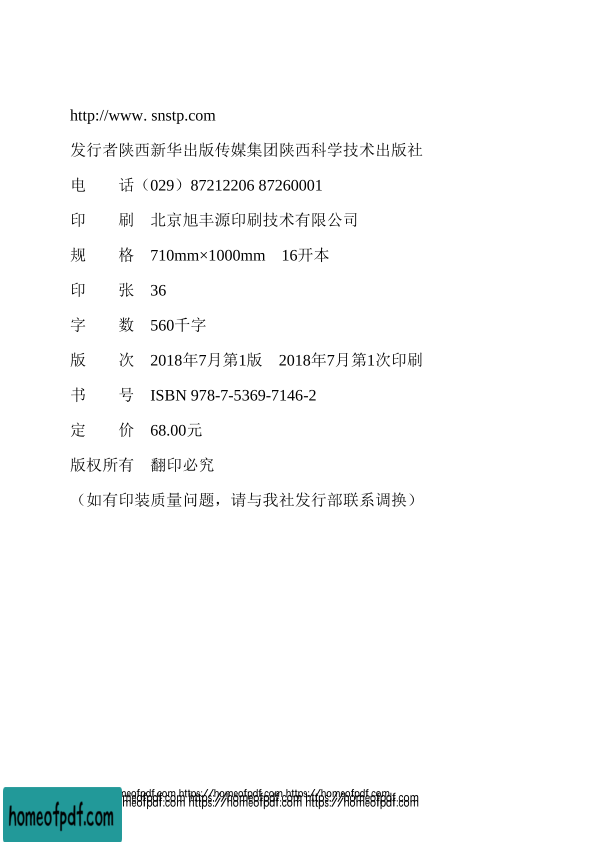 http://www. snstp.com
发行者陕西新华出版传媒集团陕西科学技术出版社
电　　话（029）87212206 87260001
印　　刷　北京旭丰源印刷技术有限公司
规　　格　710mm×1000mm　16开本
印　　张　36
字　　数　560千字
版　　次　2018年7月第1版　2018年7月第1次印刷
书　　号　ISBN 978-7-5369-7146-2
定　　价　68.00元
版权所有　翻印必究
（如有印装质量问题，请与我社发行部联系调换）
https://homeofpdf.com https://homeofpdf.com
https://homeofpdf.com https://homeofpdf.com
homeofpdf.com